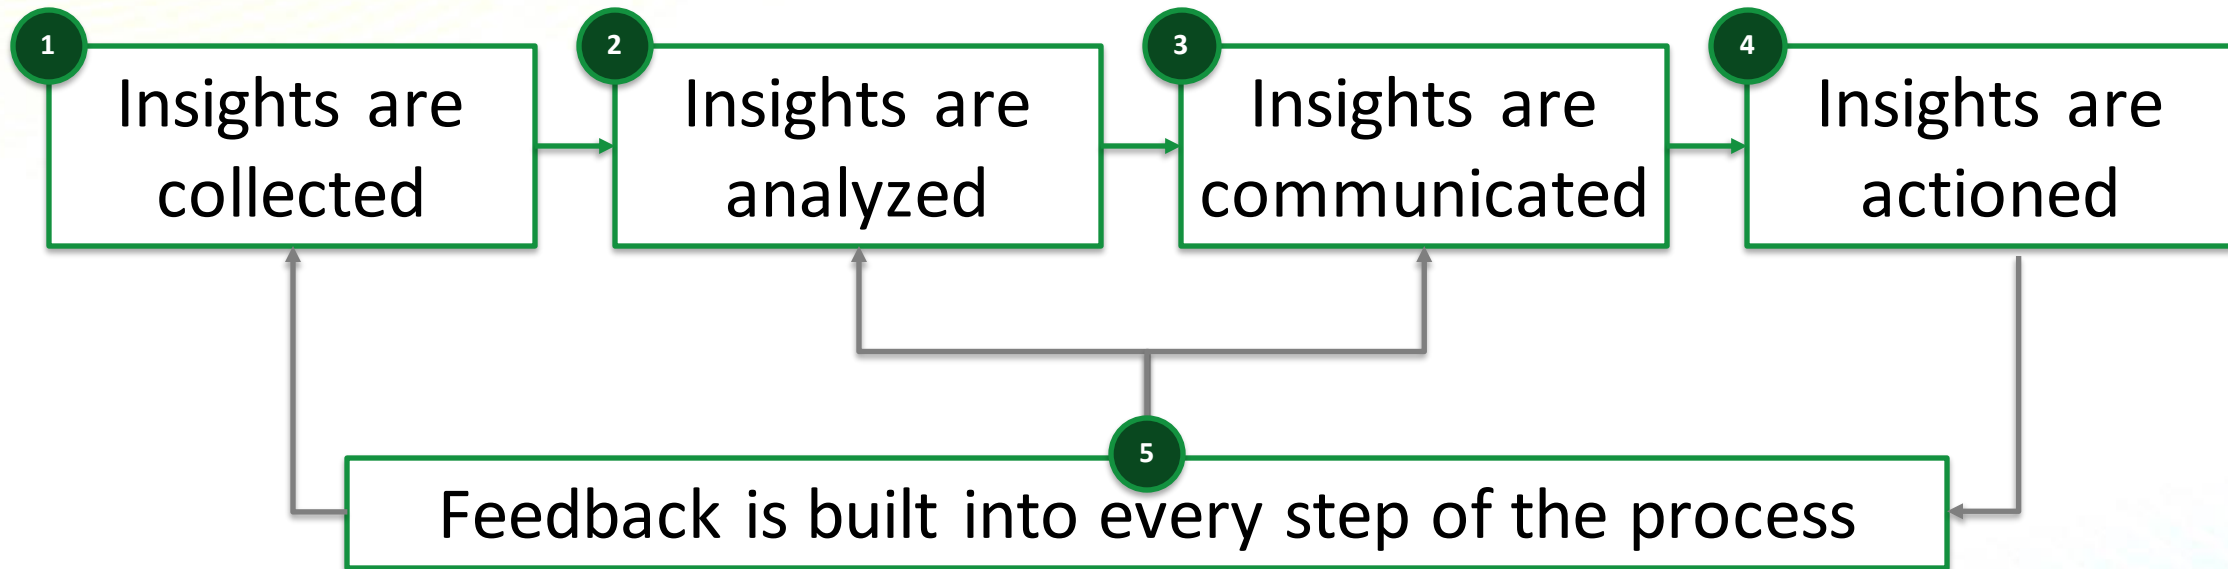 1
Insights are
collected
2
Insights are
analyzed
3
Insights are
communicated
4
Insights are
actioned
5
Feedback is built into every step of the process